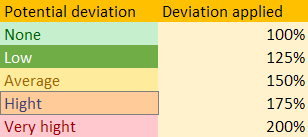 Potential deviation Deviation applied
None 100%
Low 125%
Average 150%
Hight 175%
Very hight 200%